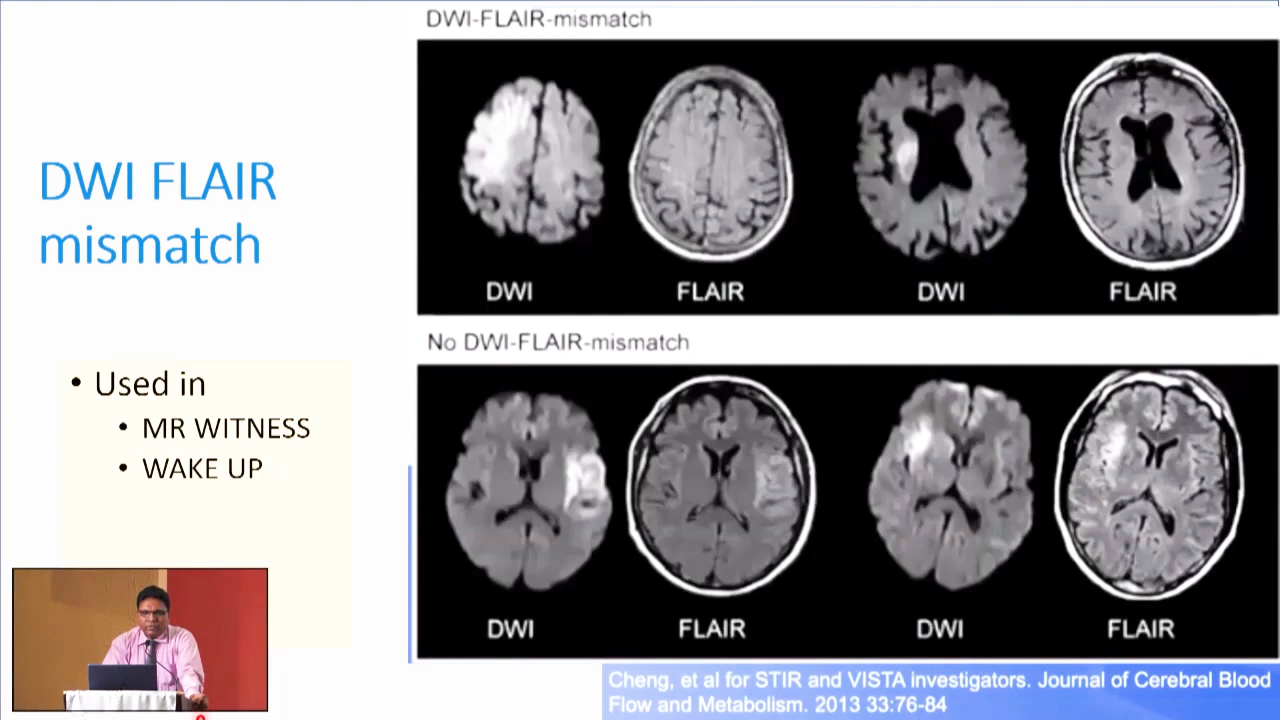 DWI FLAIR
mismatch
• Used in
• MR WITNESS
• WAKE UP
DWI-FLAIR-mismatch
DWI FLAIR DWI FLAIR
No DWI-FLAIR-mismatch
DWI FLAIR DWI FLAIR
Cheng, et al for STIR and VISTA investigators. Journal of Cerebral Blood
Flow and Metabolism. 2013 33:76-84